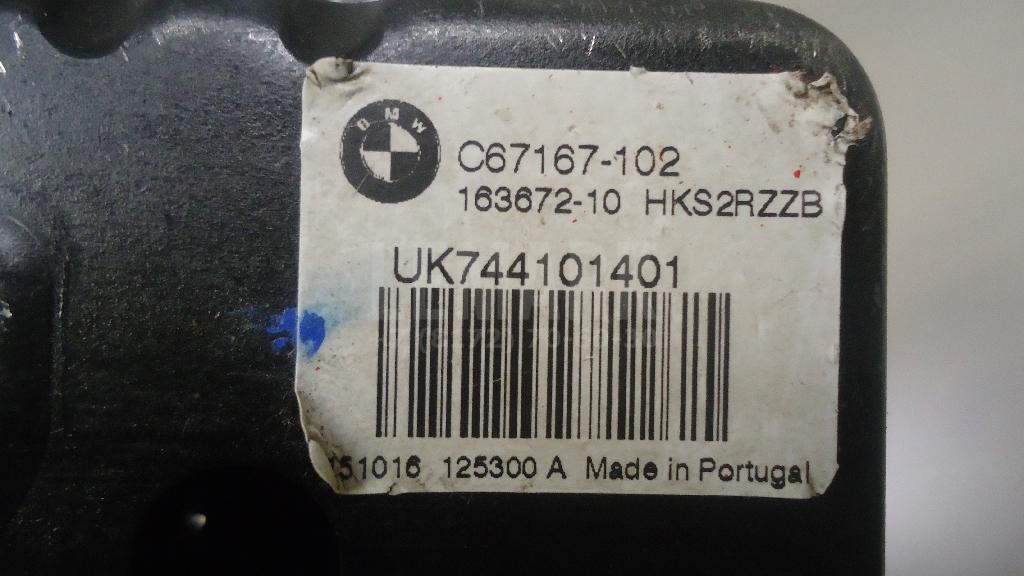 BMW
C67167-102
163672-10 HKS2RZZB
UK744101401
151016 125300 A Made in Portugal